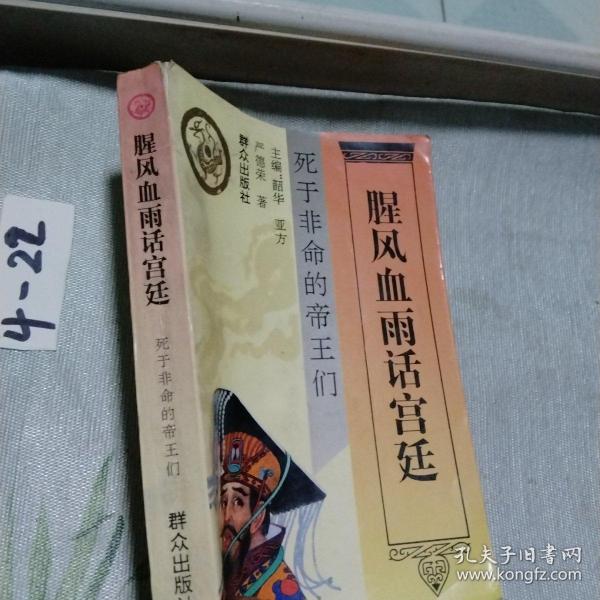 腥风血雨话宫廷
死于非命的帝王们
主编：韶华 亚方
严德荣 著
群众出版社
腥风血雨话宫廷
死于非命的帝王们
群众出版社
4-22
孔夫子旧书网
www.kongfz.com